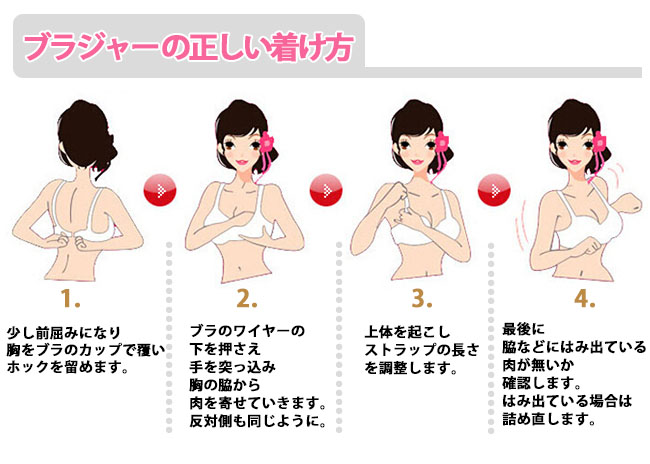 ブラジャーの正しい着け方
1.
少し前屈みになり
胸をブラのカップで覆い
ホックを留めます。
2.
ブラのワイヤーの
下を押さえ
手を突っ込み
胸の脇から
肉を寄せていきます。
反対側も同じように。
3.
上体を起こし
ストラップの長さ
を調整します。
4.
最後に
脇などにはみ出ている
肉が無いか
確認します。
はみ出ている場合は
詰め直します。